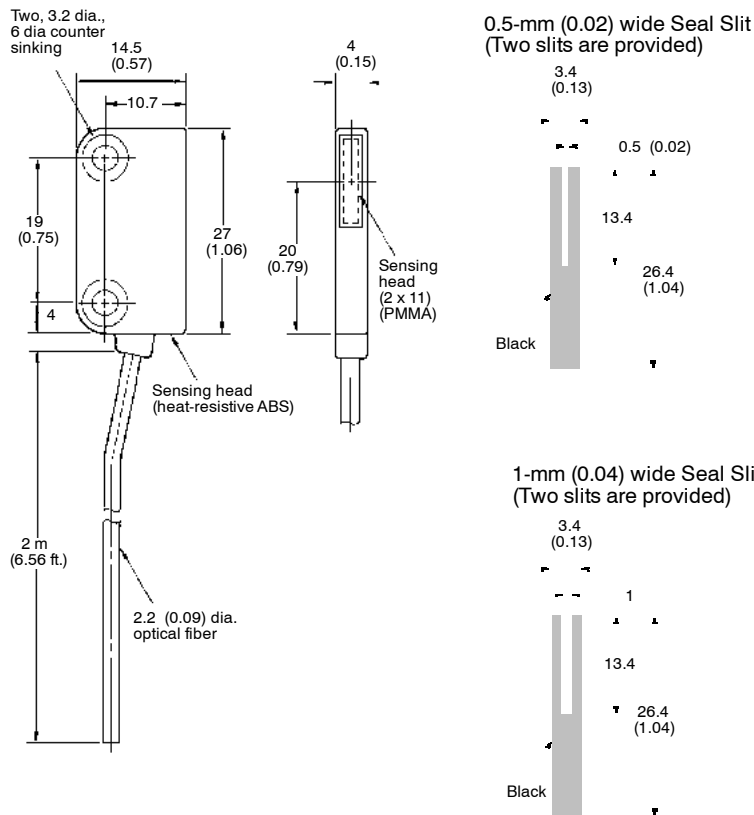 Two, 3.2 dia.,
6 dia counter
sinking
14.5
(0.57)
10.7
19
(0.75)
4
27
(1.06)
Sensing head
(heat-resistive ABS)
2 m
(6.56 ft.)
2.2 (0.09) dia.
optical fiber
4
(0.15)
20
(0.79)
Sensing
head
(2 x 11)
(PMMA)
0.5-mm (0.02) wide Seal Slit
(Two slits are provided)
3.4
(0.13)
0.5 (0.02)
13.4
26.4
(1.04)
Black
1-mm (0.04) wide Seal Sli
(Two slits are provided)
3.4
(0.13)
1
13.4
26.4
(1.04)
Black